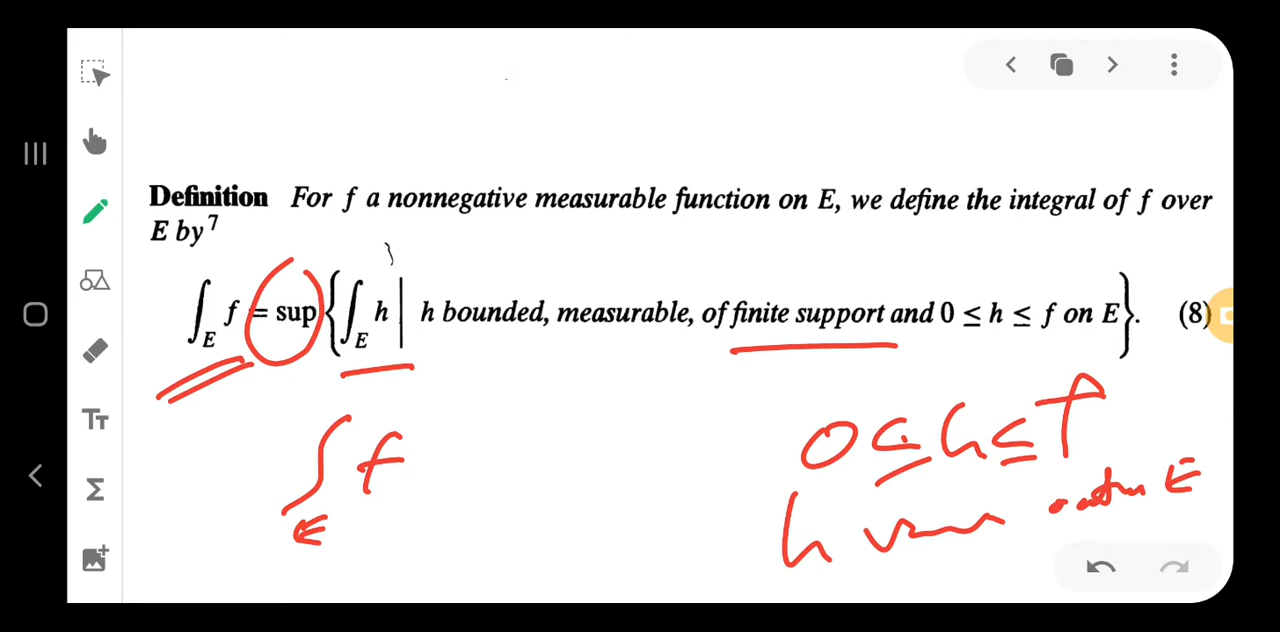 Definition For f a nonnegative measurable function on E, we define the integral of f over
E by⁷
∫_E f = sup { ∫_E h | h bounded, measurable, of finite support and 0 ≤ h ≤ f on E }. (8)
∫_E f
0 ≤ h ≤ f
E
h
TT
Σ